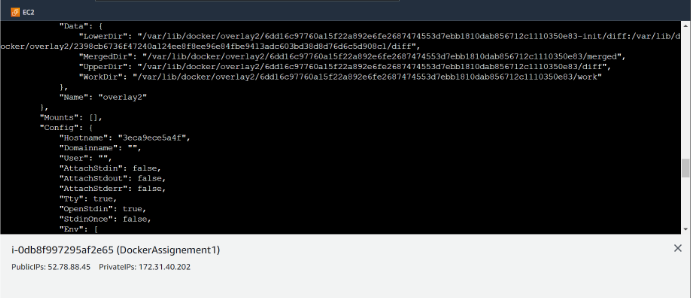 EC2
"Data": {
"LowerDir": "/var/lib/docker/overlay2/6dd16c97760a15f22a892e6fe2687474553d7ebb1810dab856712c1110350e83-init/diff:/var/lib/d
ocker/overlay2/2398cb6736f47240a124ee8f8ee96e84fbe9413adc603bd38d8d76d6c5d908c1/diff",
"MergedDir": "/var/lib/docker/overlay2/6dd16c97760a15f22a892e6fe2687474553d7ebb1810dab856712c1110350e83/merged",
"UpperDir": "/var/lib/docker/overlay2/6dd16c97760a15f22a892e6fe2687474553d7ebb1810dab856712c1110350e83/diff",
"WorkDir": "/var/lib/docker/overlay2/6dd16c97760a15f22a892e6fe2687474553d7ebb1810dab856712c1110350e83/work"
},
"Name": "overlay2"
},
"Mounts": [],
"Config": {
"Hostname": "3eca9ece5a4f",
"Domainname": "",
"User": "",
"AttachStdin": false,
"AttachStdout": false,
"AttachStderr": false,
"Tty": true,
"OpenStdin": true,
"StdinOnce": false,
"Env": [
i-0db8f997295af2e65 (DockerAssignement1)
PublicIPs: 52.78.88.45 PrivateIPs: 172.31.40.202